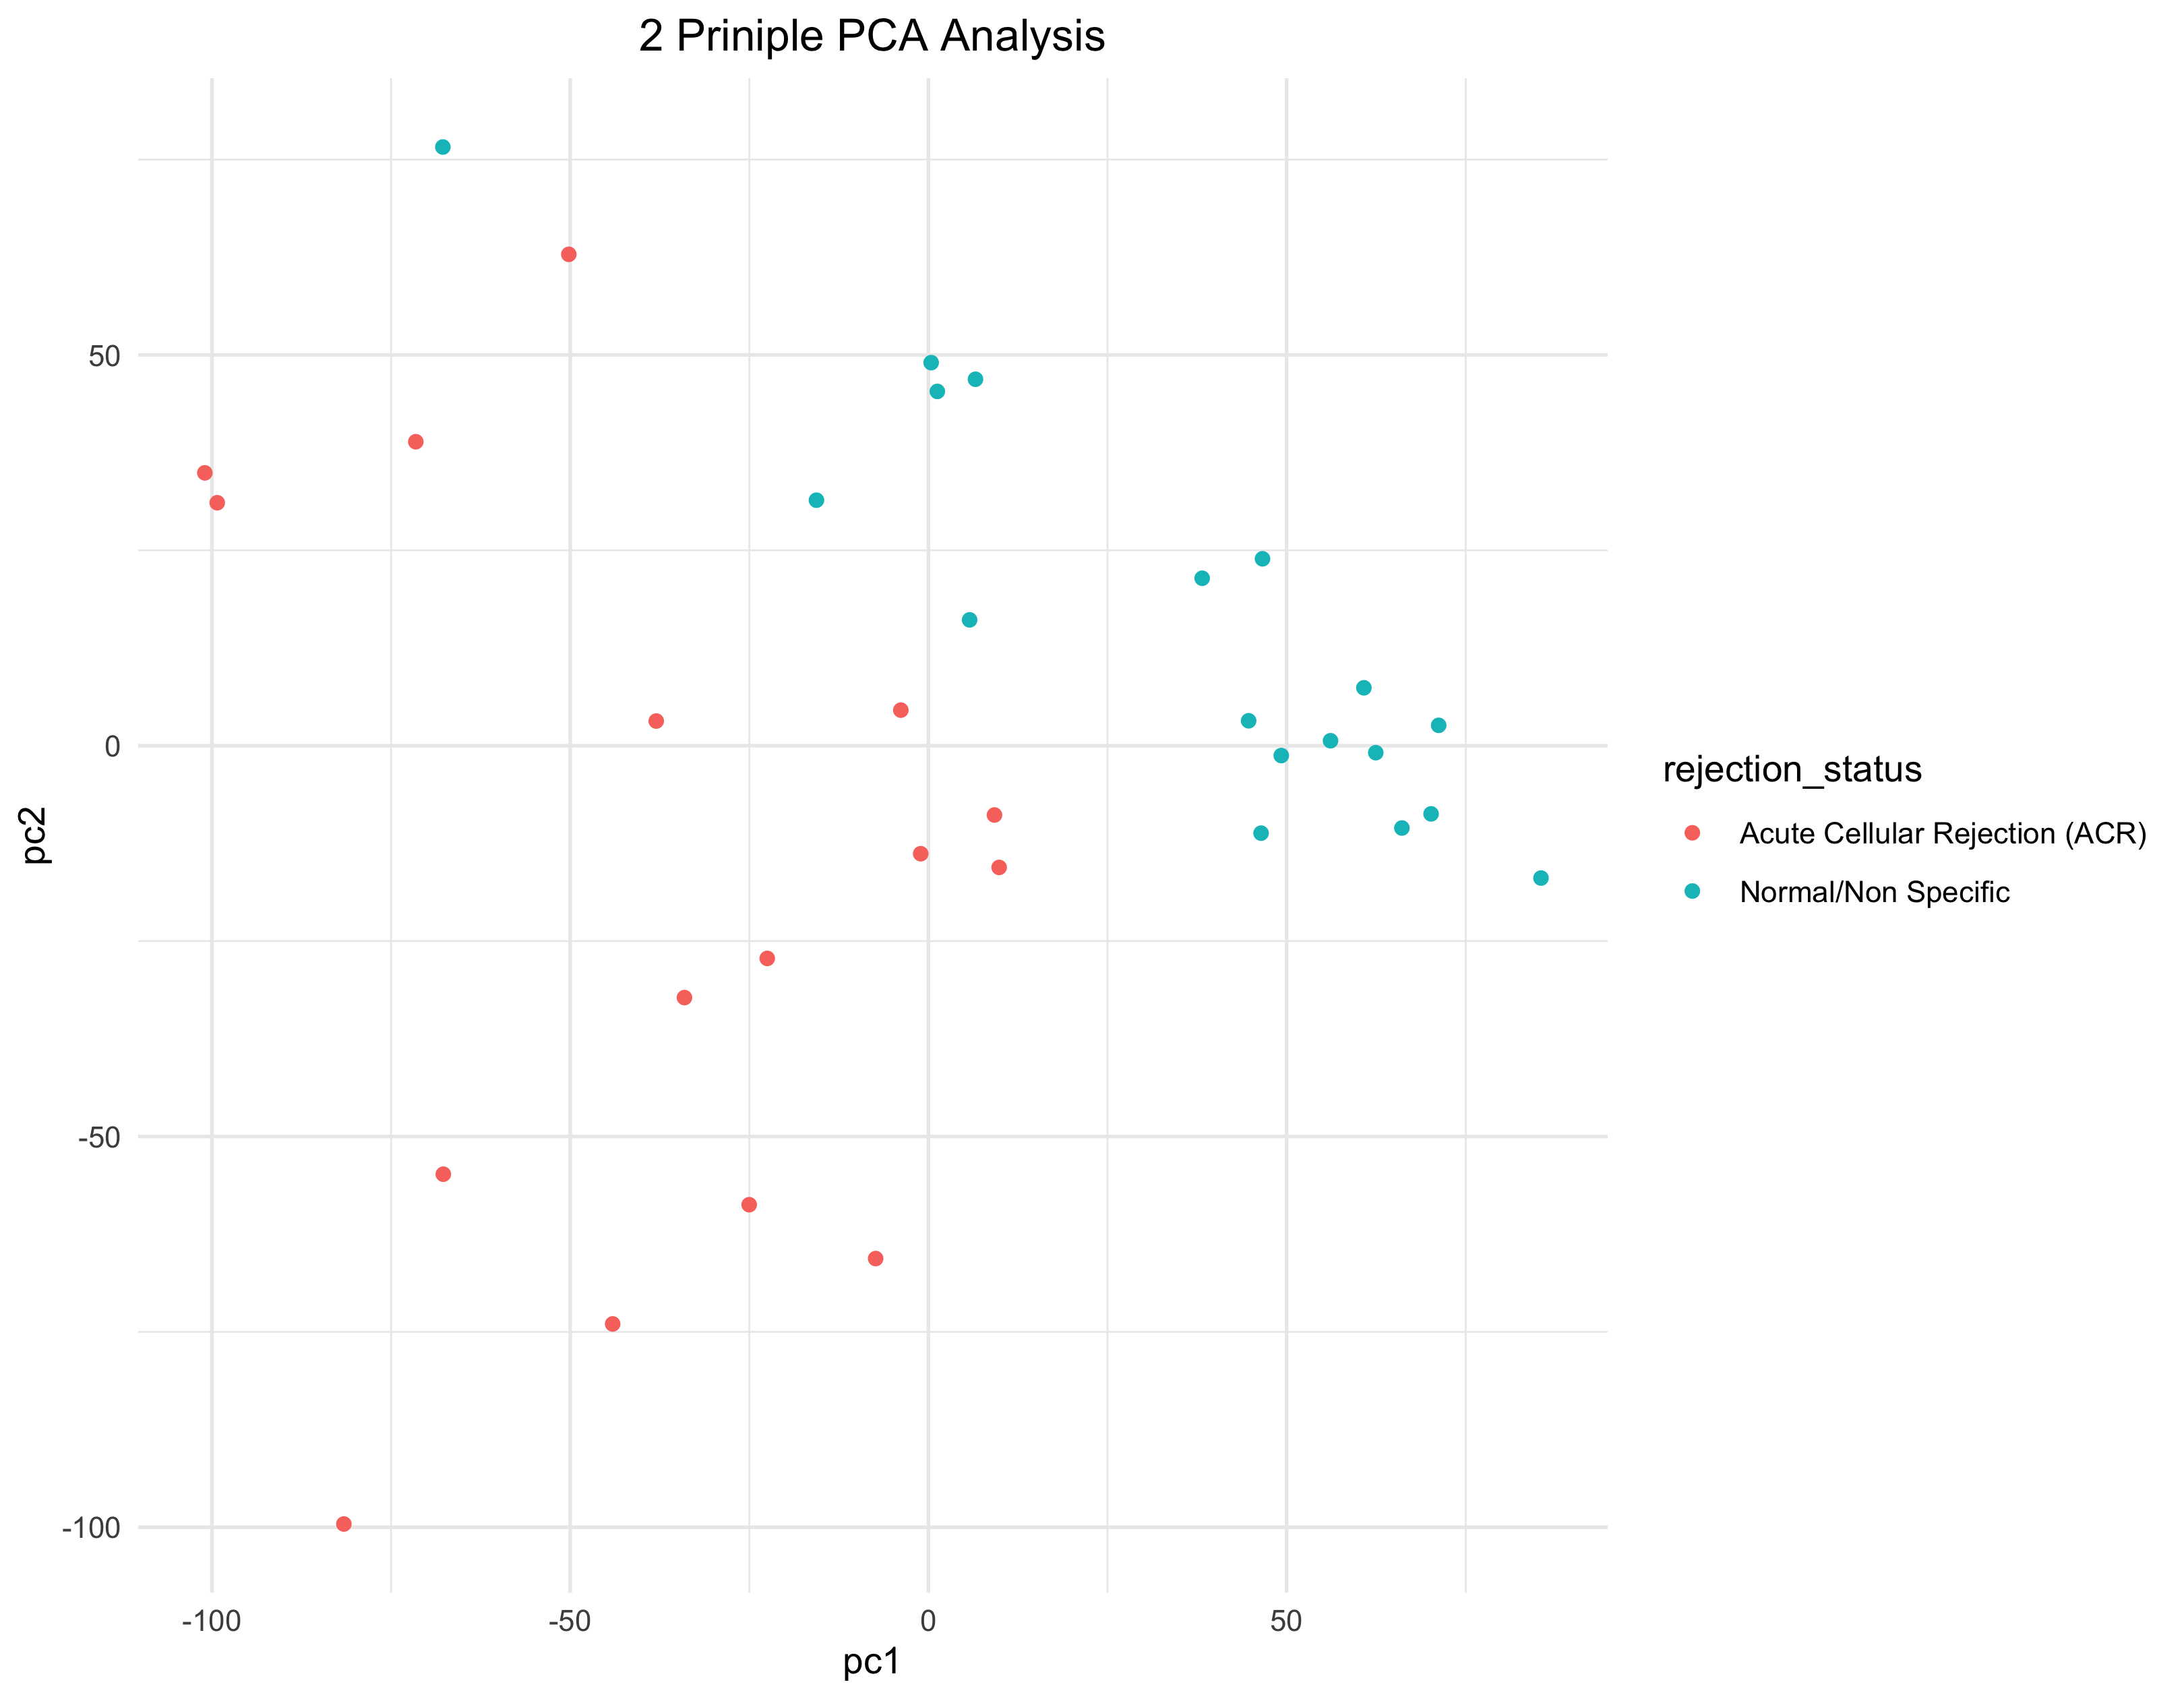 2 Priniple PCA Analysis
50
0
-50
-100
pc2
-100
-50
0
50
pc1
rejection_status
Acute Cellular Rejection (ACR)
Normal/Non Specific